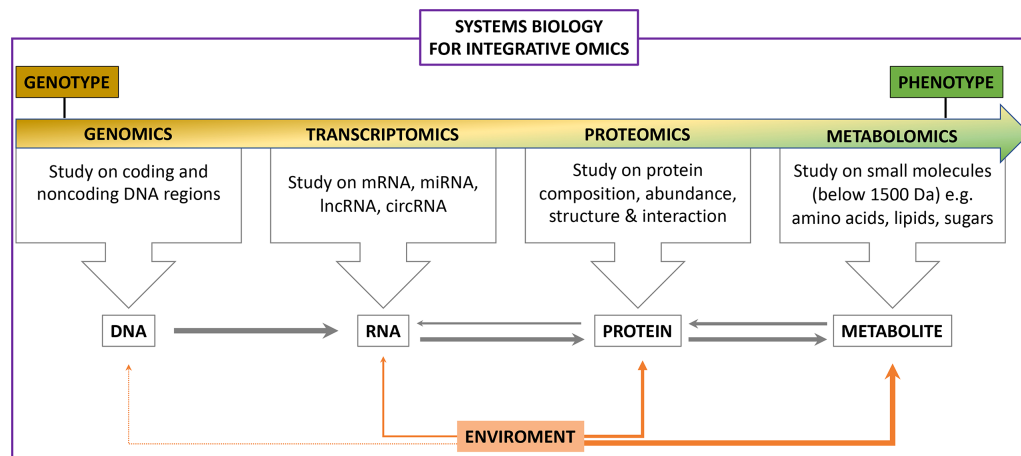 SYSTEMS BIOLOGY
FOR INTEGRATIVE OMICS
GENOTYPE
PHENOTYPE
GENOMICS
TRANSCRIPTOMICS
PROTEOMICS
METABOLOMICS
Study on coding and
noncoding DNA regions
Study on mRNA, miRNA,
lncRNA, circRNA
Study on protein
composition, abundance,
structure & interaction
Study on small molecules
(below 1500 Da) e.g.
amino acids, lipids, sugars
DNA
RNA
PROTEIN
METABOLITE
ENVIROMENT